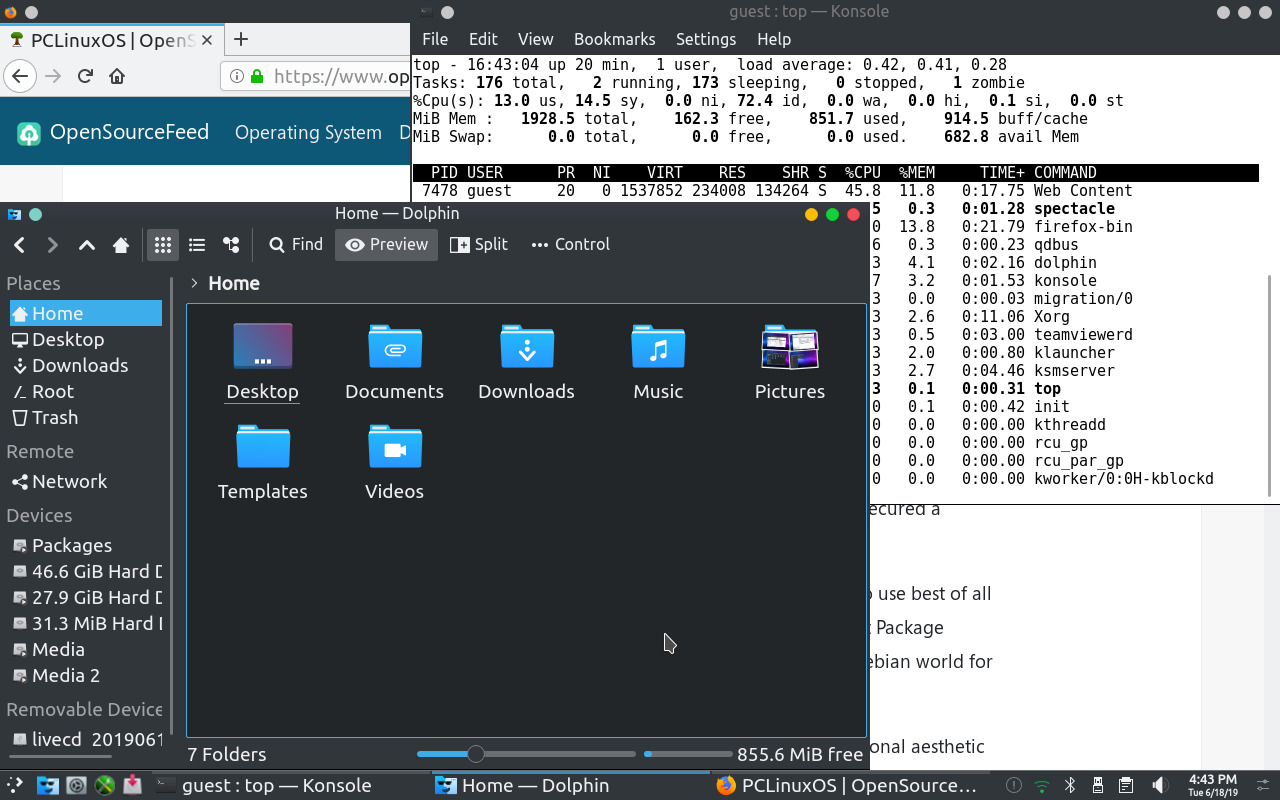 PCLinuxOS | OpenS
https://www.op
OpenSourceFeed
Operating System
D
guest : top — Konsole
File Edit View Bookmarks Settings Help
top - 16:43:04 up 20 min, 1 user, load average: 0.42, 0.41, 0.28
Tasks: 176 total, 2 running, 173 sleeping, 0 stopped, 1 zombie
%Cpu(s): 13.0 us, 14.5 sy, 0.0 ni, 72.4 id, 0.0 wa, 0.0 hi, 0.1 si, 0.0 st
MiB Mem : 1928.5 total, 162.3 free, 851.7 used, 914.5 buff/cache
MiB Swap: 0.0 total, 0.0 free, 0.0 used. 682.8 avail Mem
PID USER PR NI VIRT RES SHR S %CPU %MEM TIME+ COMMAND
7478 guest 20 0 1537852 234008 134264 S 45.8 11.8 0:17.75 Web Content
5 0.3 0:01.28 spectacle
0 13.8 0:21.79 firefox-bin
6 0.3 0:00.23 qdbus
3 4.1 0:02.16 dolphin
7 3.2 0:01.53 konsole
3 0.0 0:00.03 migration/0
3 2.6 0:11.06 Xorg
3 0.5 0:03.00 teamviewerd
3 2.0 0:00.80 klauncher
3 2.7 0:04.46 ksmserver
3 0.1 0:00.31 top
0 0.1 0:00.42 init
0 0.0 0:00.00 kthreadd
0 0.0 0:00.00 rcu_gp
0 0.0 0:00.00 rcu_par_gp
0 0.0 0:00.00 kworker/0:0H-kblockd
Home — Dolphin
Find Preview Split Control
Places
Home
Desktop
Downloads
Root
Trash
Remote
Network
Devices
Packages
46.6 GiB Hard D
27.9 GiB Hard D
31.3 MiB Hard D
Media
Media 2
Removable Device
livecd 2019061
Home
Desktop
Documents
Downloads
Music
Pictures
Templates
Videos
7 Folders
855.6 MiB free
ecured a
use best of all
Package
ebian world for
onal aesthetic
guest : top — Konsole
Home — Dolphin
PCLinuxOS | OpenSource...
4:43 PM
Tue 6/18/19